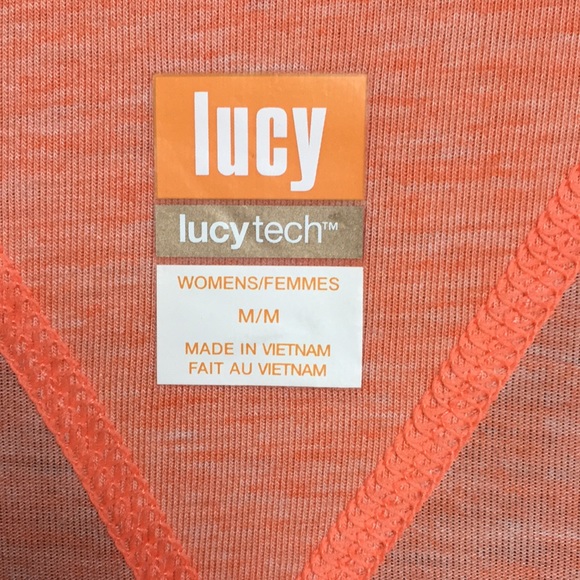 lucy
lucytech™
WOMENS/FEMMES
M/M
MADE IN VIETNAM
FAIT AU VIETNAM